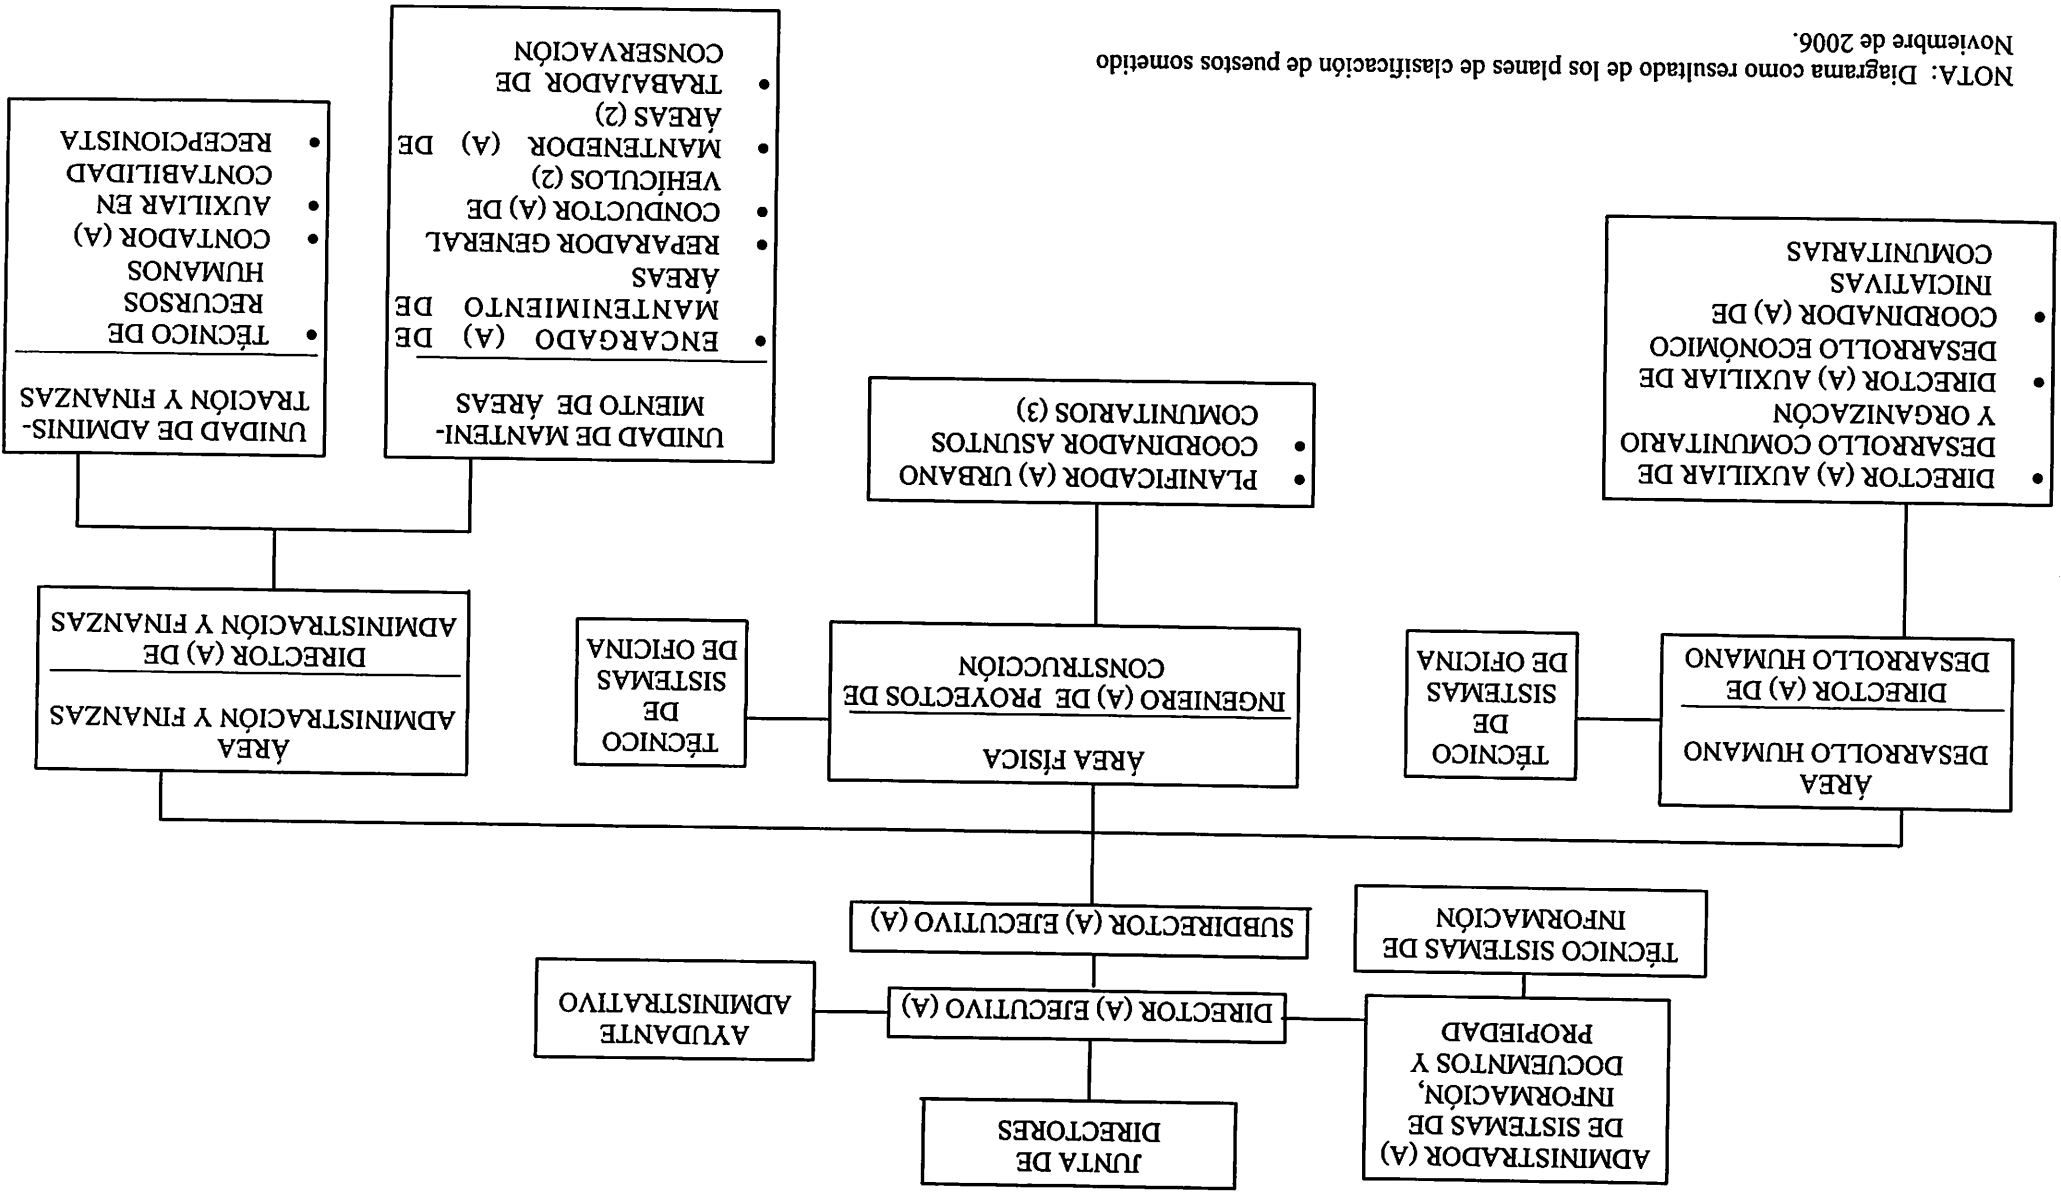 JUNTA DE
DIRECTORES
ADMINISTRADOR (A)
DE SISTEMAS DE
INFORMACIÓN,
DOCUEMNTOS Y
PROPIEDAD
DIRECTOR (A) EJECUTIVO (A)
AYUDANTE
ADMINISTRATIVO
TÉCNICO SISTEMAS DE
INFORMACIÓN
SUBDIRECTOR (A) EJECUTIVO (A)
ÁREA
DESARROLLO HUMANO
DIRECTOR (A) DE
DESARROLLO HUMANO
TÉCNICO
DE
SISTEMAS
DE OFICINA
ÁREA FÍSICA
INGENIERO (A) DE PROYECTOS DE
CONSTRUCCIÓN
TÉCNICO
DE
SISTEMAS
DE OFICINA
ÁREA
ADMINISTRACIÓN Y FINANZAS
DIRECTOR (A) DE
ADMINISTRACIÓN Y FINANZAS
• DIRECTOR (A) AUXILIAR DE
DESARROLLO COMUNITARIO
Y ORGANIZACÓN
• DIRECTOR (A) AUXILIAR DE
DESARROLLO ECONÓMICO
• COORDINADOR (A) DE
INICIATIVAS
COMUNITARIAS
• PLANIFICADOR (A) URBANO
• COORDINADOR ASUNTOS
COMUNITARIOS (3)
UNIDAD DE MANTENI-
MIENTO DE ÁREAS
• ENCARGADO (A) DE
MANTENIMIENTO DE
ÁREAS
• REPARADOR GENERAL
• CONDUCTOR (A) DE
VEHÍCULOS (2)
• MANTENEDOR (A) DE
ÁREAS (2)
• TRABAJADOR DE
CONSERVACIÓN
UNIDAD DE ADMINIS-
TRACIÓN Y FINANZAS
• TÉCNICO DE
RECURSOS
HUMANOS
• CONTADOR (A)
• AUXILIAR EN
CONTABILIDAD
• RECEPCIONISTA
NOTA: Diagrama como resultado de los planes de clasificación de puestos sometido
Noviembre de 2006.